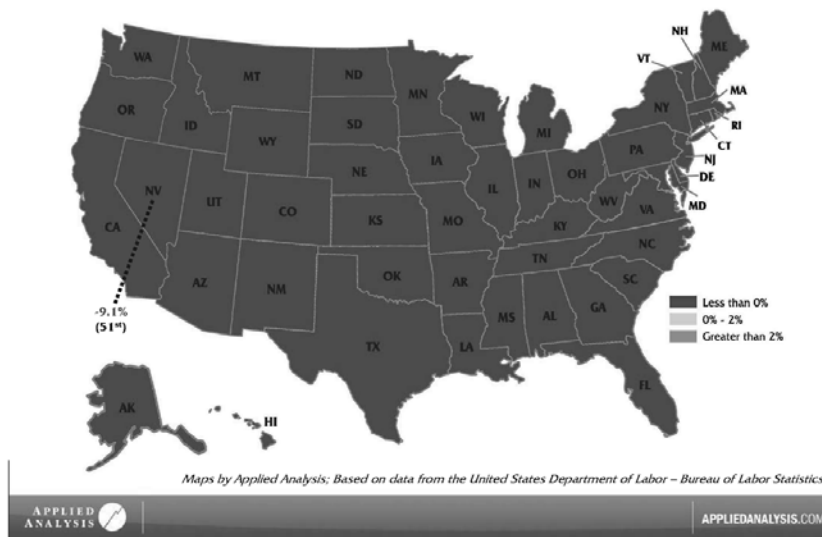 NH
ME
VT
WA
MT
ND
MN
MA
OR
ID
SD
WI
NY
RI
MI
CT
WY
IA
PA
NJ
NE
OH
DE
NV
IL
IN
UT
WV
MD
CO
VA
CA
KS
MO
KY
NC
TN
AZ
OK
AR
SC
NM
Less than 0%
-9.1%
MS
AL
GA
0% - 2%
(51st)
TX
LA
Greater than 2%
FL
AK
HI
Maps by Applied Analysis; Based on data from the United States Department of Labor – Bureau of Labor Statistics
APPLIED
ANALYSIS
APPLIEDANALYSIS.COM